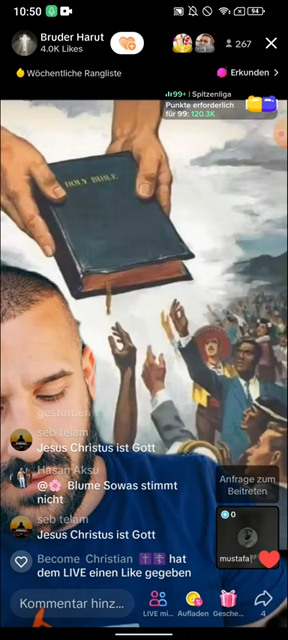 10:50
94
Bruder Harut
4.0K Likes
267
Wöchentliche Rangliste
Erkunden >
99+ | Spitzenliga
Punkte erforderlich
für 99: 120.3K
HOLY BIBLE
gestorben
seb telam
Jesus Christus ist Gott
Hasan Aksu
@🌸 Blume Sowas stimmt
nicht
seb telam
Jesus Christus ist Gott
Become Christian hat
dem LIVE einen Like gegeben
Anfrage zum
Beitreten
0
mustafa
Kommentar hinz...
LIVE mi...
Aufladen
Gesche...
4